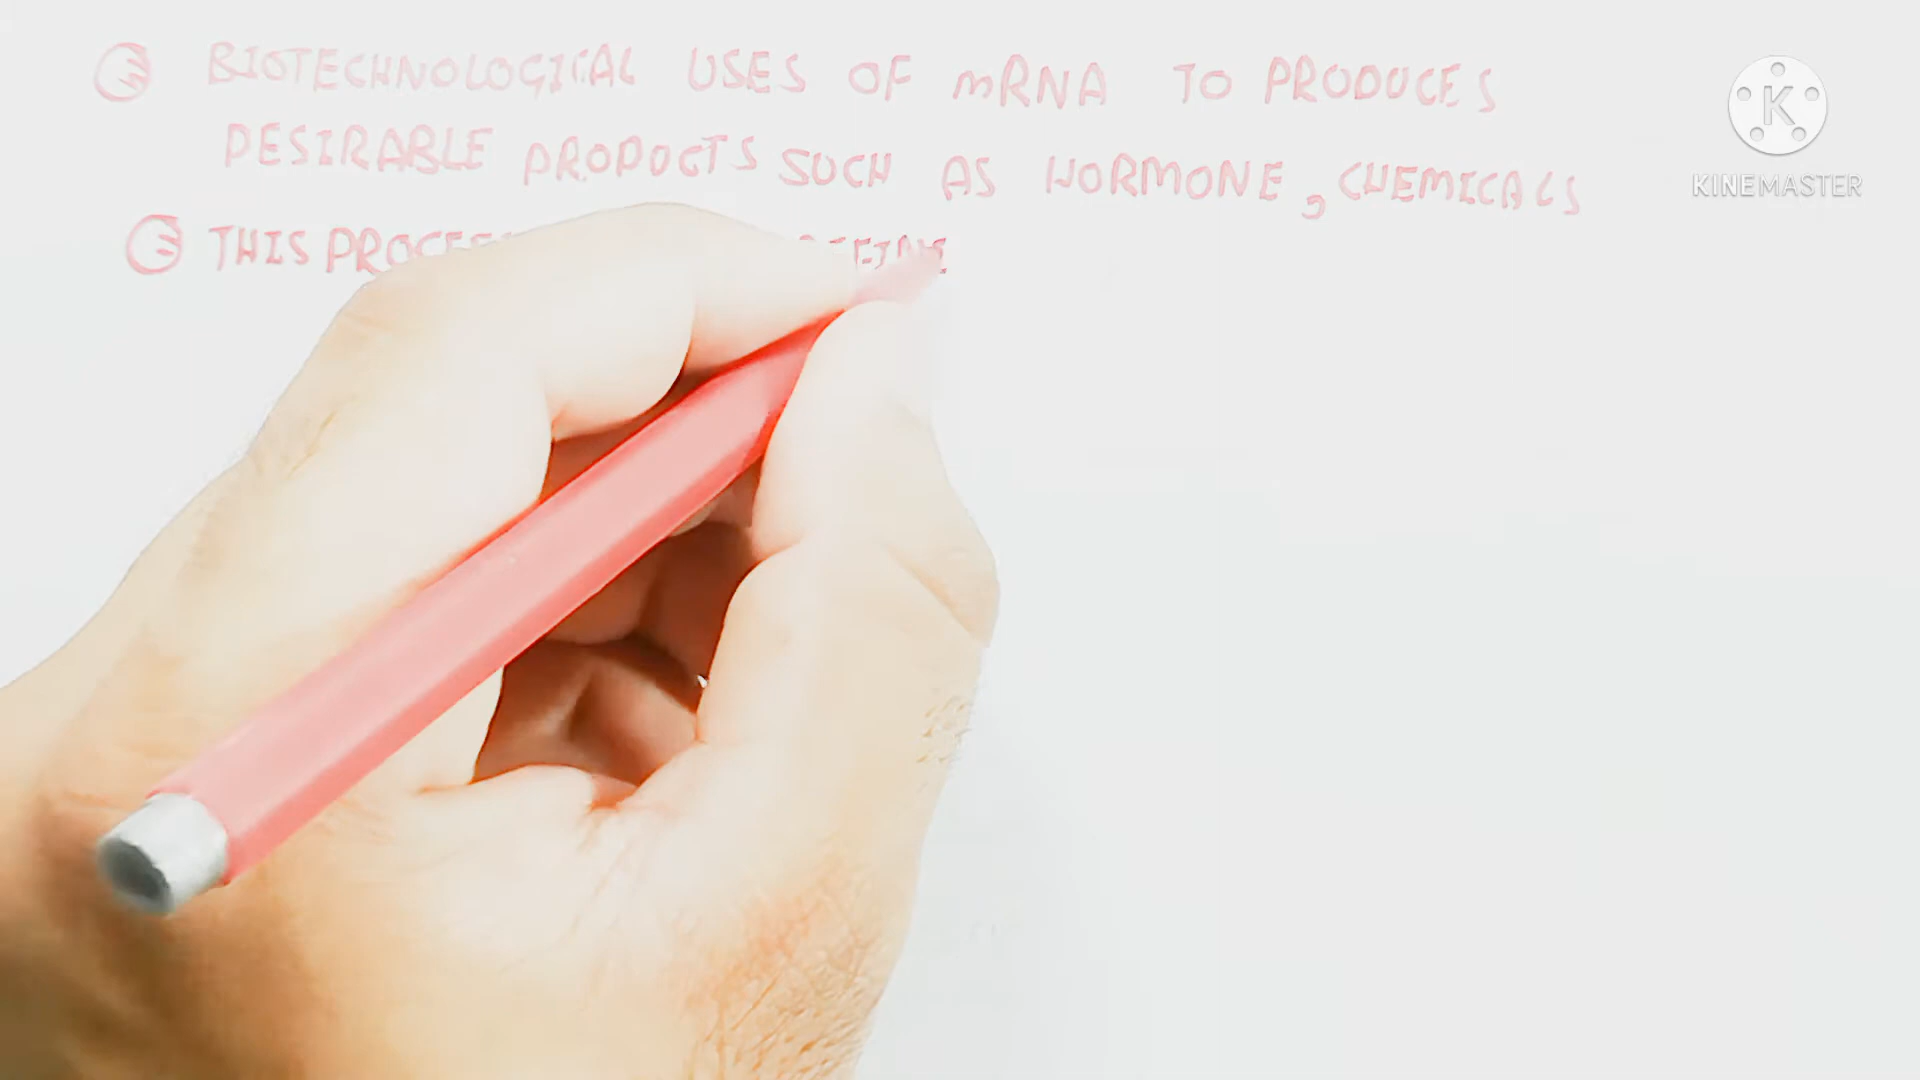 BIOTECHNOLOGICAL USES OF mRNA TO PRODUCES
DESIRABLE PRODUCTS SUCH AS HORMONE, CHEMICALS
THIS
K
KINEMASTER